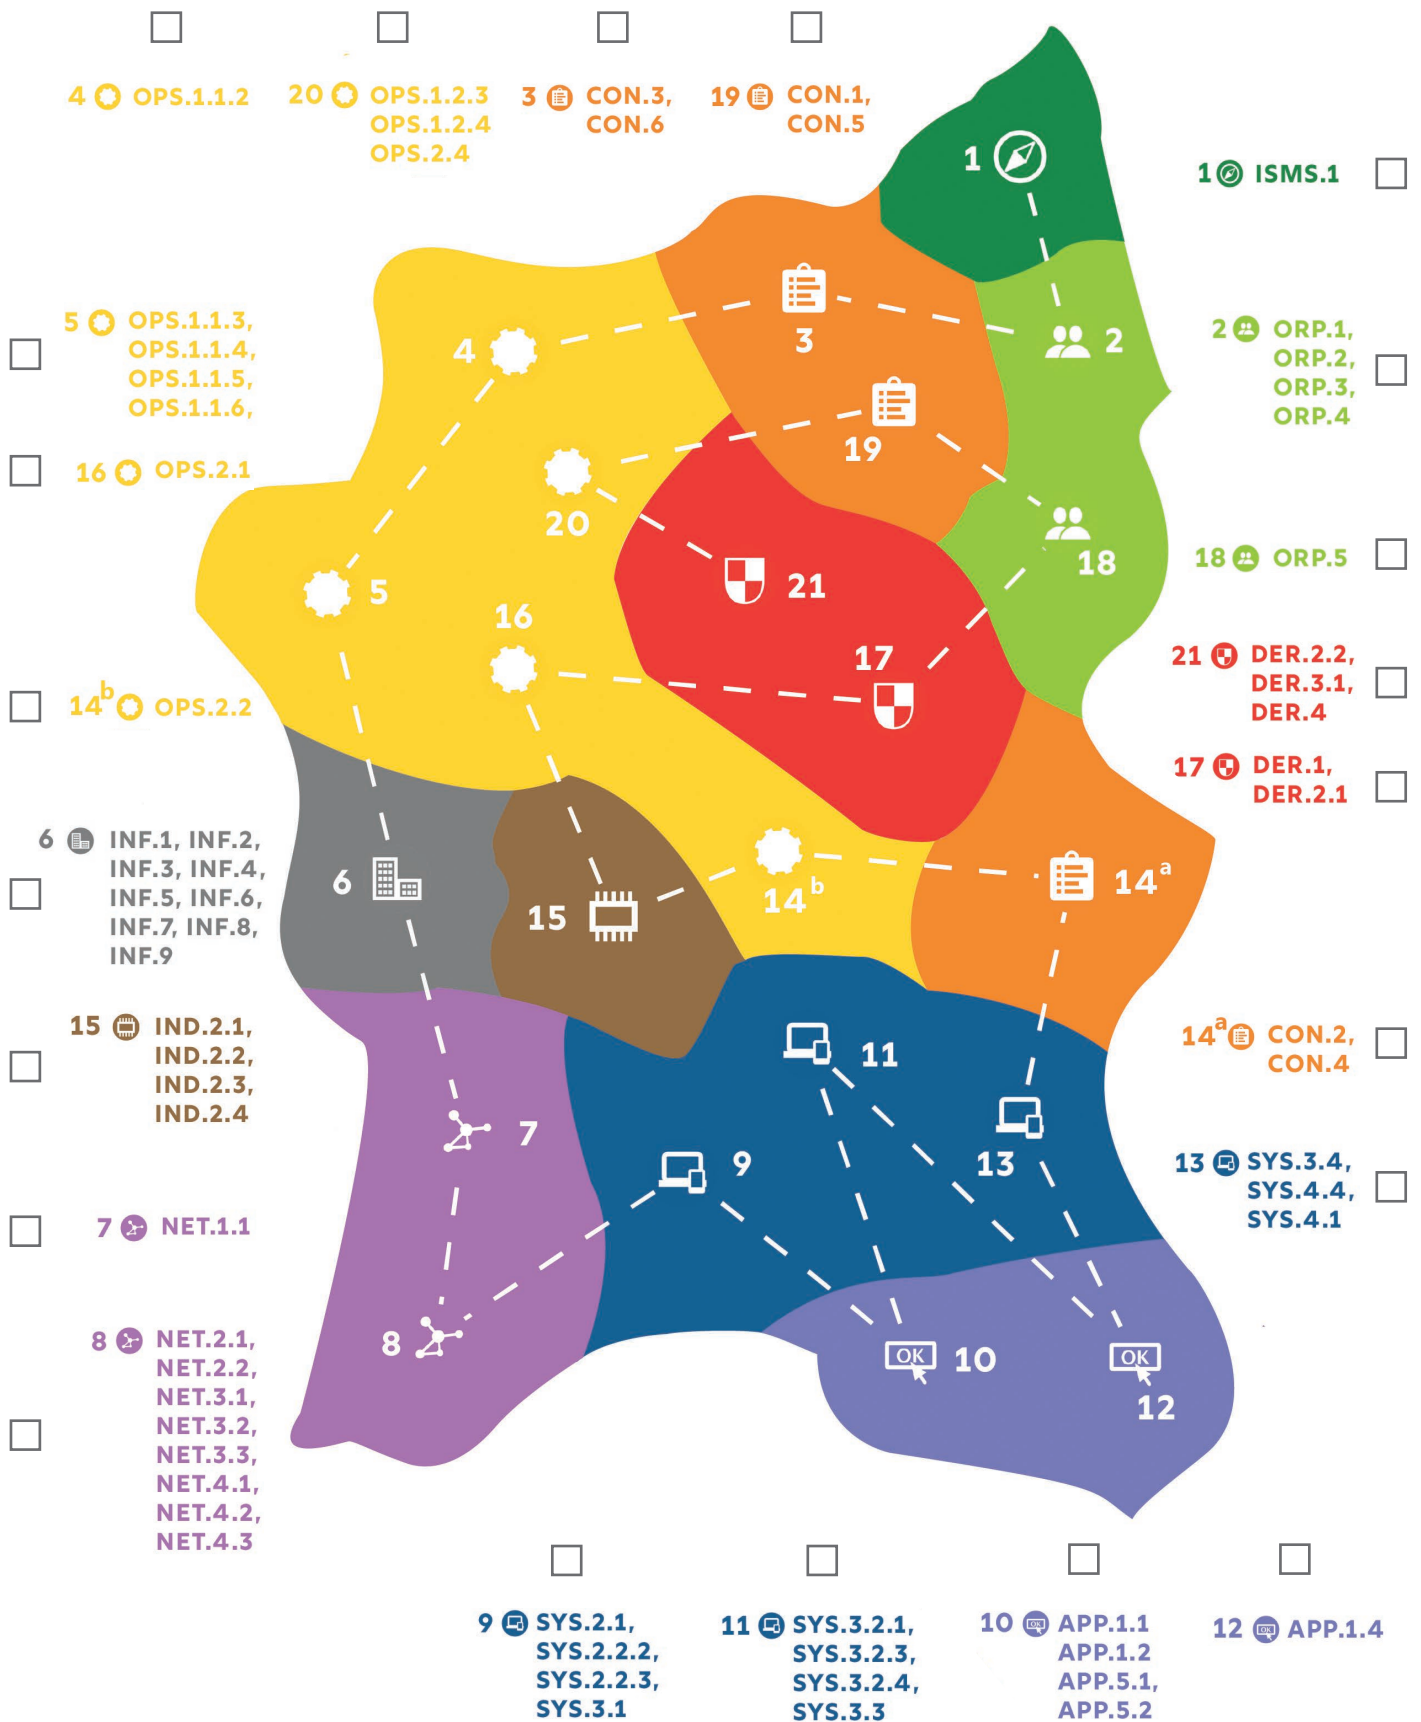 4 OPS.1.1.2
20 OPS.1.2.3
OPS.1.2.4
OPS.2.4
3 CON.3,
CON.6
19 CON.1,
CON.5
1 ISMS.1
5 OPS.1.1.3,
OPS.1.1.4,
OPS.1.1.5,
OPS.1.1.6,
16 OPS.2.1
14b OPS.2.2
6 INF.1, INF.2,
INF.3, INF.4,
INF.5, INF.6,
INF.7, INF.8,
INF.9
15 IND.2.1,
IND.2.2,
IND.2.3,
IND.2.4
7 NET.1.1
8 NET.2.1,
NET.2.2,
NET.3.1,
NET.3.2,
NET.3.3,
NET.4.1,
NET.4.2,
NET.4.3
1
3
2
4
19
20
18
21
5
16
17
6
14b
14a
15
11
7
9
13
8
OK 10
OK
12
2 ORP.1,
ORP.2,
ORP.3,
ORP.4
18 ORP.5
21 DER.2.2,
DER.3.1,
DER.4
17 DER.1,
DER.2.1
14a CON.2,
CON.4
13 SYS.3.4,
SYS.4.4,
SYS.4.1
9 SYS.2.1,
SYS.2.2.2,
SYS.2.2.3,
SYS.3.1
11 SYS.3.2.1,
SYS.3.2.3,
SYS.3.2.4,
SYS.3.3
10 OK APP.1.1
APP.1.2
APP.5.1,
APP.5.2
12 OK APP.1.4